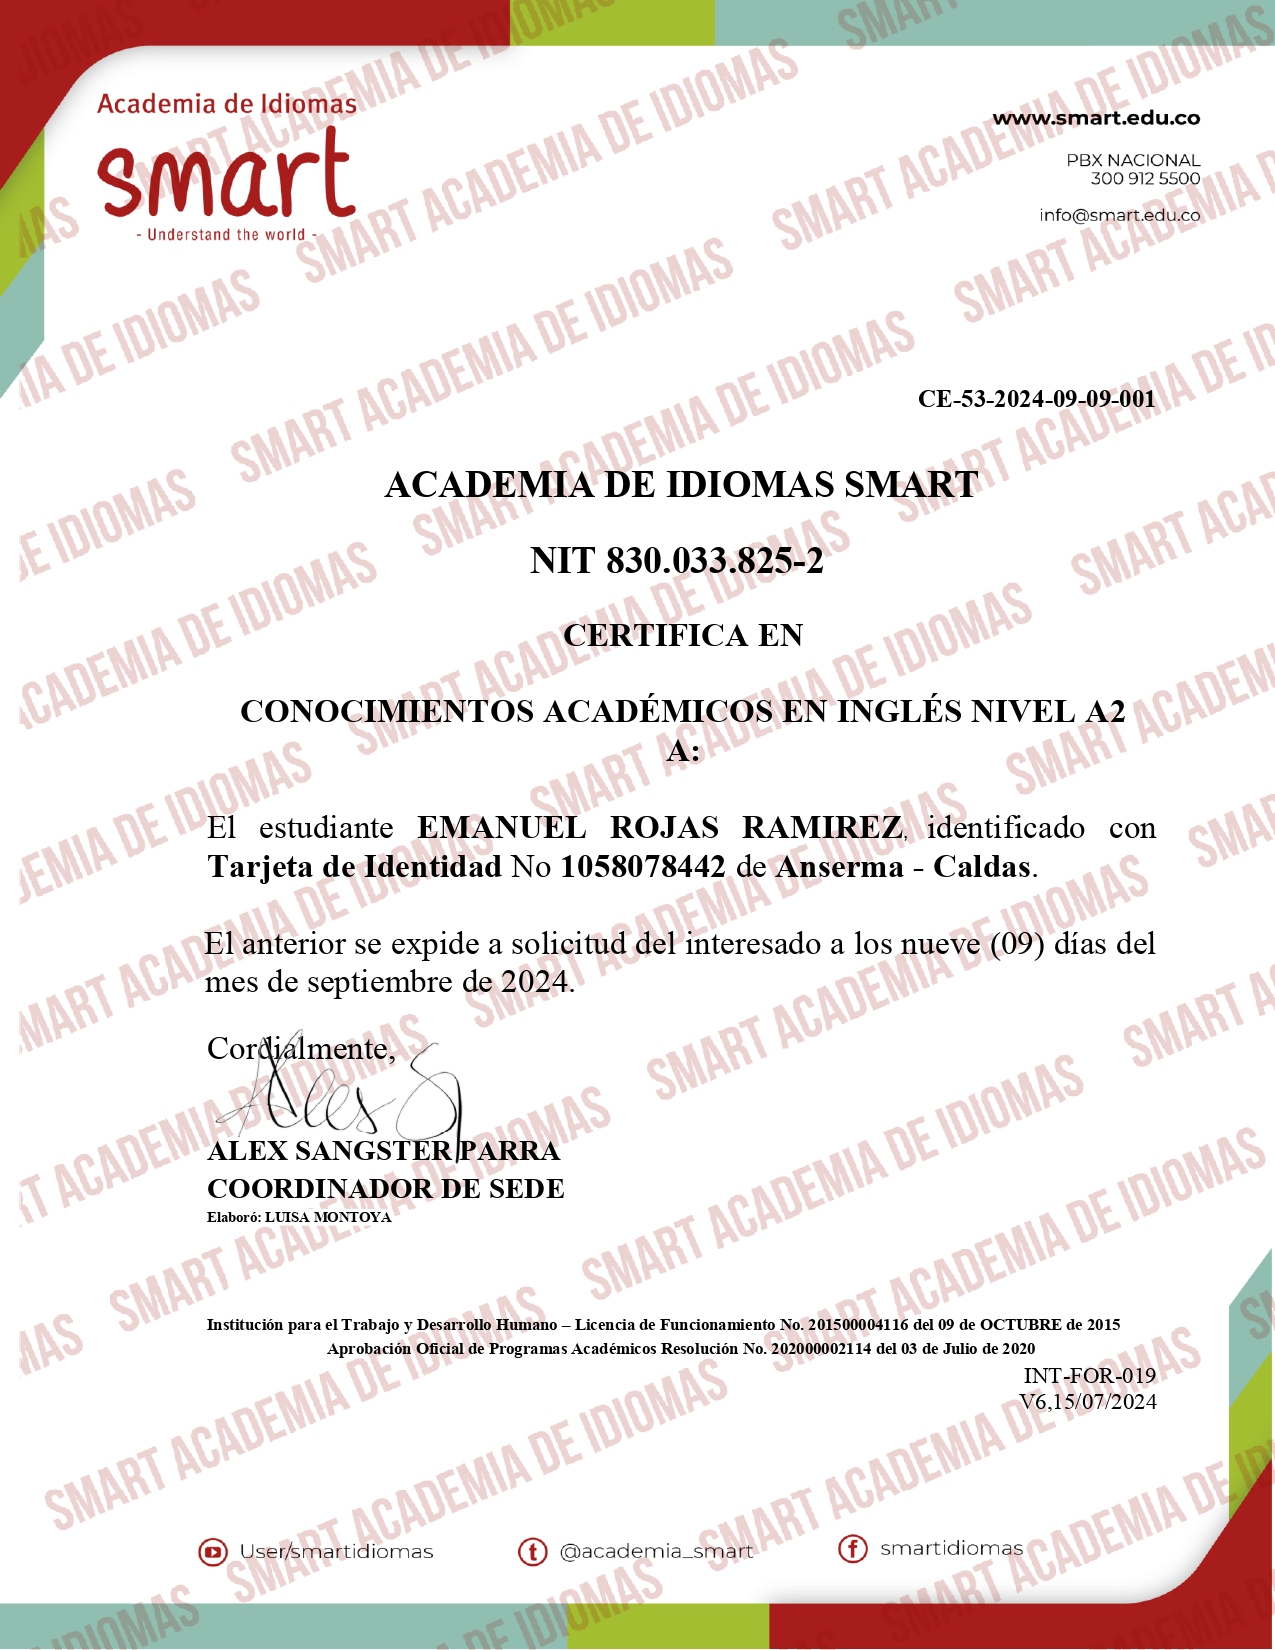 Academia de Idiomas
smart
- Understand the world -
www.smart.edu.co
PBX NACIONAL
300 912 5500
info@smart.edu.co
CE-53-2024-09-09-001
ACADEMIA DE IDIOMAS SMART
NIT 830.033.825-2
CERTIFICA EN
CONOCIMIENTOS ACADÉMICOS EN INGLÉS NIVEL A2
A:
El estudiante EMANUEL ROJAS RAMIREZ, identificado con
Tarjeta de Identidad No 1058078442 de Anserma - Caldas.
El anterior se expide a solicitud del interesado a los nueve (09) días del
mes de septiembre de 2024.
Cordialmente,
Alex S
ALEX SANGSTER PARRA
COORDINADOR DE SEDE
Elaboró: LUISA MONTOYA
Institución para el Trabajo y Desarrollo Humano – Licencia de Funcionamiento No. 201500004116 del 09 de OCTUBRE de 2015
Aprobación Oficial de Programas Académicos Resolución No. 202000002114 del 03 de Julio de 2020
INT-FOR-019
V6,15/07/2024
User/smartidiomas
@academia_smart
smartidiomas
SMART ACADEMIA DE IDIOMAS